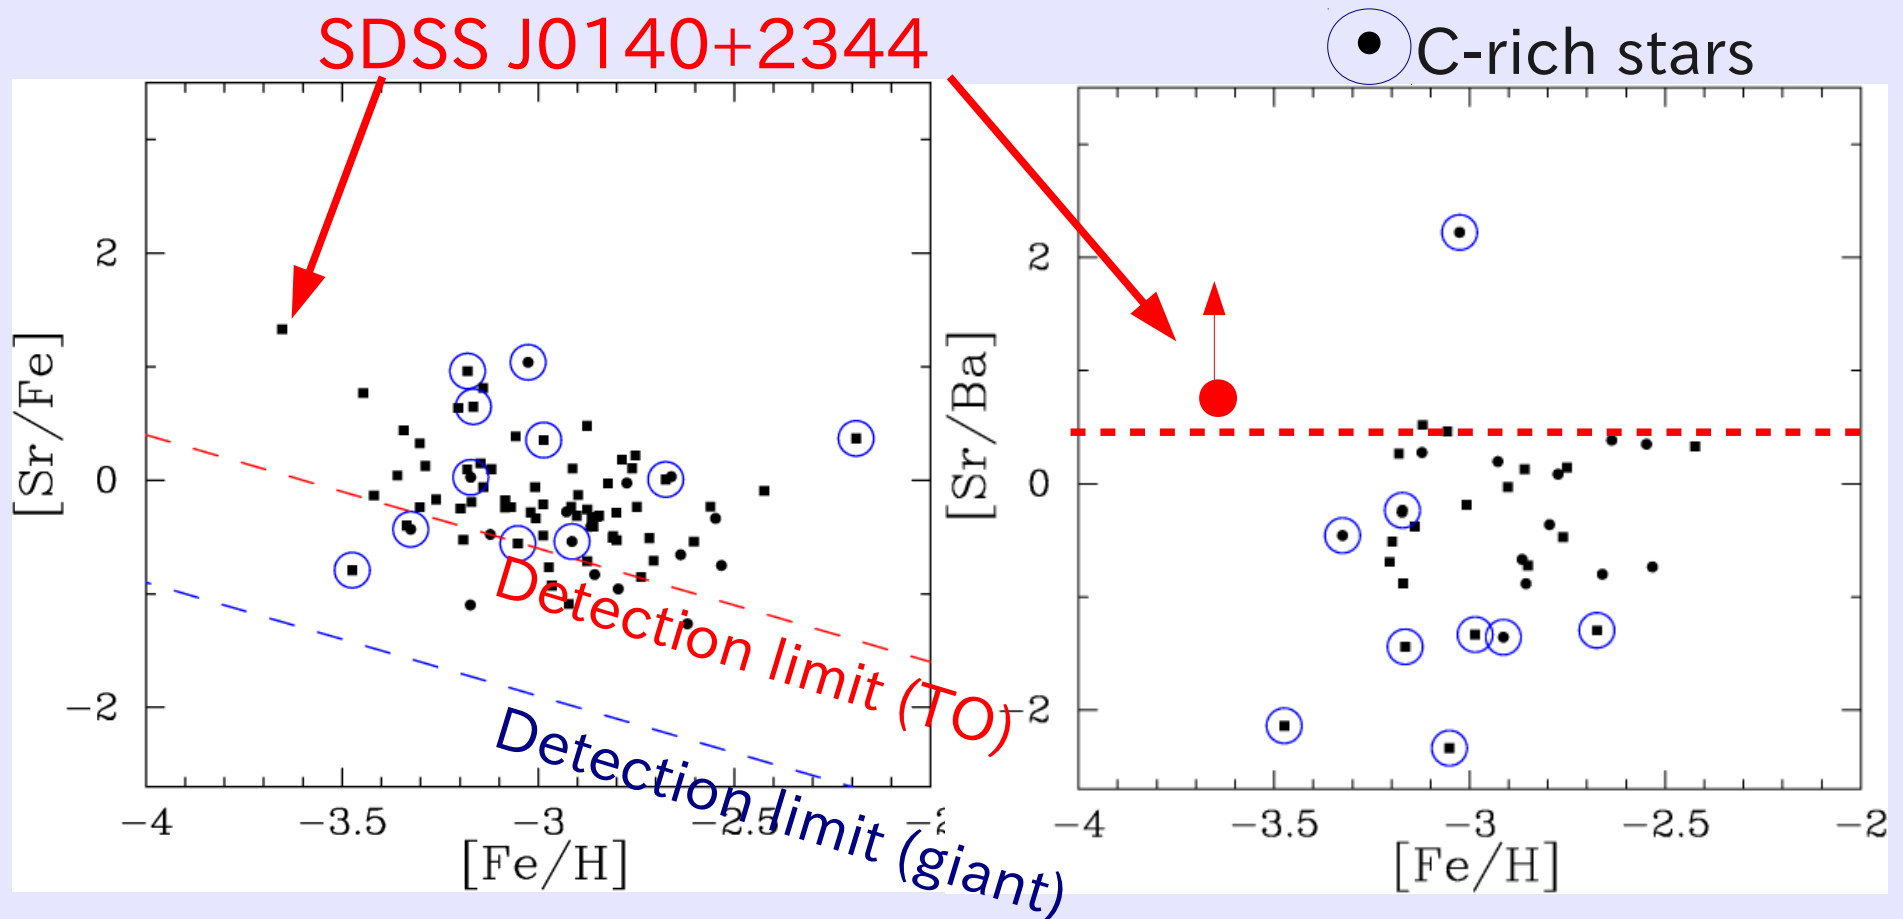 SDSS J0140+2344
C-rich stars
[Sr/Fe]
2
0
−2
−4
−3.5
−3
−2.5
−2
[Fe/H]
Detection limit (TO)
Detection limit (giant)
[Sr/Ba]
2
0
−2
−4
−3.5
−3
−2.5
−2
[Fe/H]